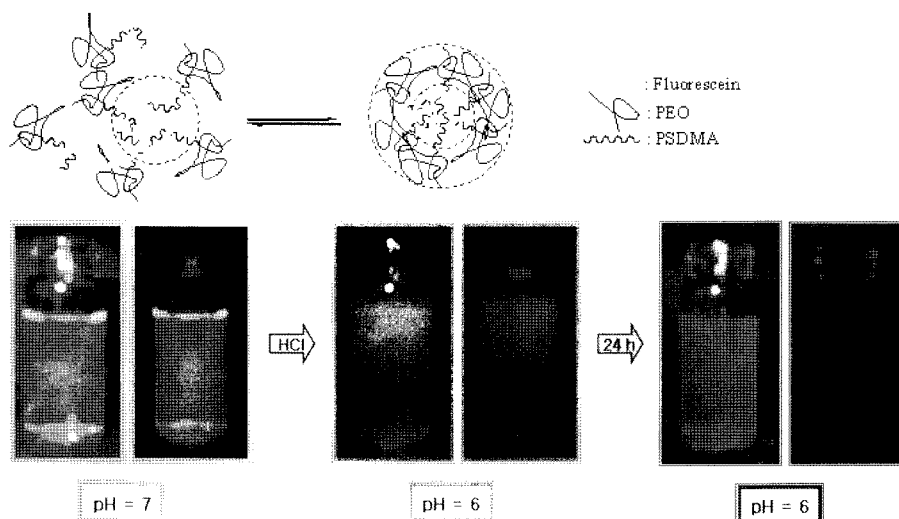 : Fluorescein
: PEO
: PSDMA
HCl
24 h
pH = 7
pH = 6
pH = 6